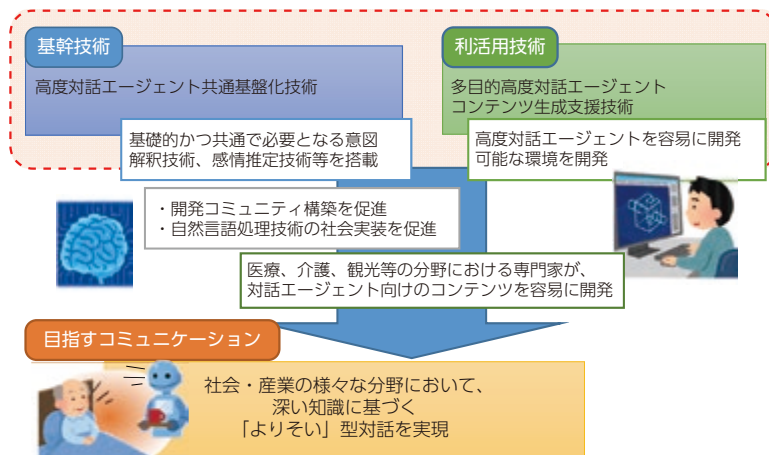 基幹技術
高度対話エージェント共通基盤化技術
基礎的かつ共通で必要となる意図
解釈技術、感情推定技術等を搭載
利活用技術
多目的高度対話エージェント
コンテンツ生成支援技術
高度対話エージェントを容易に開発
可能な環境を開発
・開発コミュニティ構築を促進
・自然言語処理技術の社会実装を促進
医療、介護、観光等の分野における専門家が、
対話エージェント向けのコンテンツを容易に開発
目指すコミュニケーション
社会・産業の様々な分野において、
深い知識に基づく
「よりそい」型対話を実現